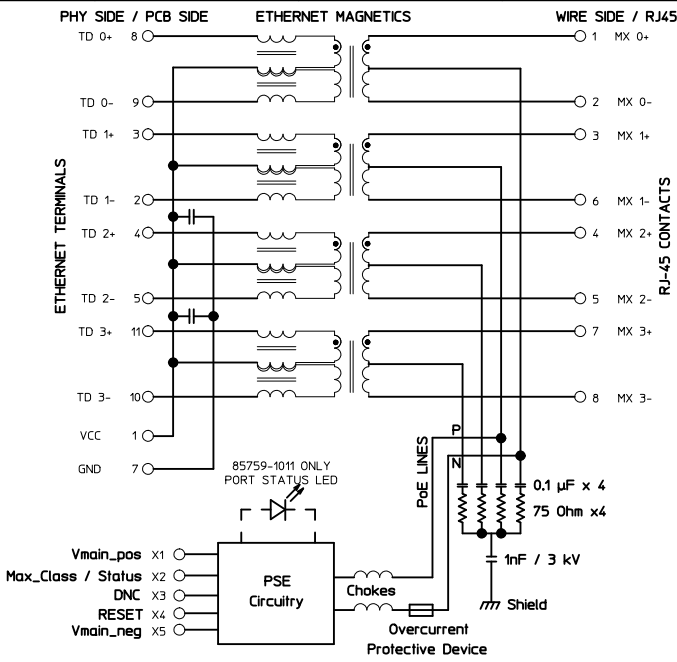 PHY SIDE / PCB SIDE ETHERNET MAGNETICS WIRE SIDE / RJ45
TD 0+ 8 1 MX 0+
TD 0- 9 2 MX 0-
TD 1+ 3 3 MX 1+
TD 1- 2 6 MX 1-
TD 2+ 4 4 MX 2+
TD 2- 5 5 MX 2-
TD 3+ 11 7 MX 3+
TD 3- 10 8 MX 3-
ETHERNET TERMINALS
RJ-45 CONTACTS
VCC 1
GND 7
P
N
PoE LINES
85759-1011 ONLY
PORT STATUS LED
0.1 µF x 4
75 Ohm x4
1nF / 3 kV
Shield
Vmain_pos X1
Max_Class / Status X2
DNC X3
RESET X4
Vmain_neg X5
PSE
Circuitry
Chokes
Overcurrent
Protective Device